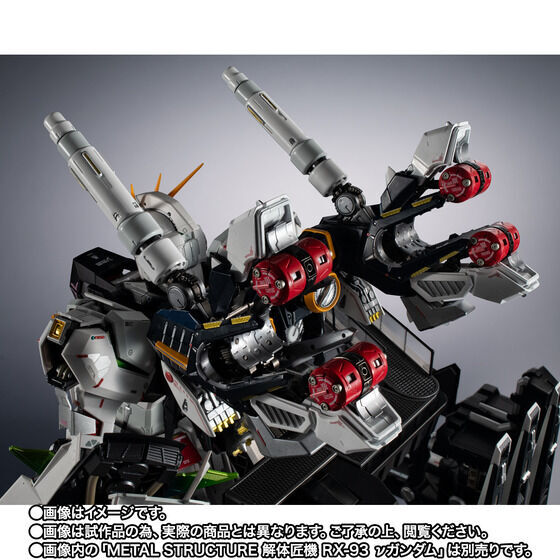 ●画像はイメージです。
●画像は試作品の為、実際の商品とは異なります。ご了承の上、ご閲覧ください。
●画像内の「METAL STRUCTURE 解体匠機 RX-93 νガンダム」は別売りです。